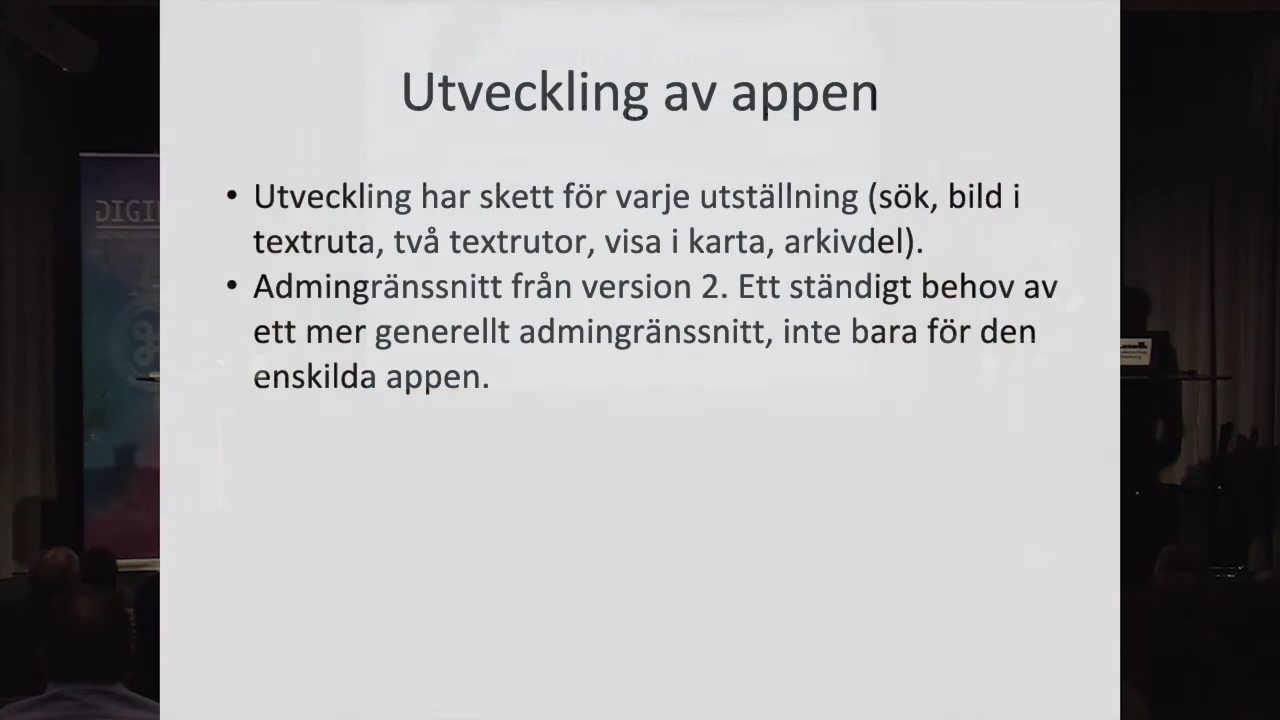 Utveckling av appen
• Utveckling har skett för varje utställning (sök, bild i
textruta, två textrutor, visa i karta, arkivdel).
• Admingränssnitt från version 2. Ett ständigt behov av
ett mer generellt admingränssnitt, inte bara för den
enskilda appen.
DIGI